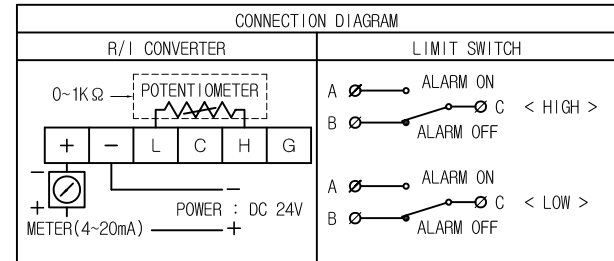 CONNECTION DIAGRAM
R/I CONVERTER
LIMIT SWITCH
0~1KΩ
POTENTIOMETER
+ − L C H G
−
+
−
POWER : DC 24V
METER(4~20mA)
+
A
ALARM ON
C < HIGH >
B
ALARM OFF
A
ALARM ON
C < LOW >
B
ALARM OFF